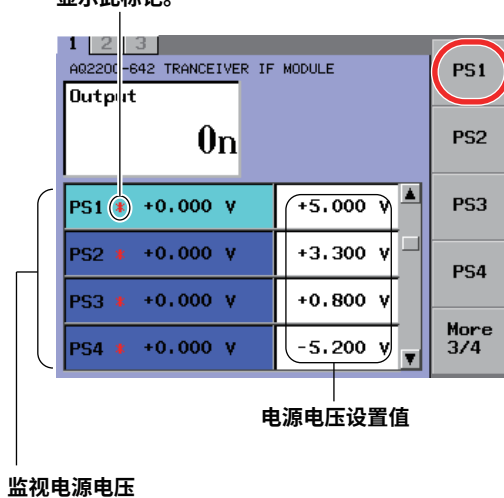 显示此标记。
1 2 3
AQ2200-642 TRANCEIVER IF MODULE
Output
On
PS1 * +0.000 V +5.000 V
PS2 * +0.000 V +3.300 V
PS3 * +0.000 V +0.800 V
PS4 * +0.000 V -5.200 V
PS1
PS2
PS3
PS4
More
3/4
电源电压设置值
监视电源电压